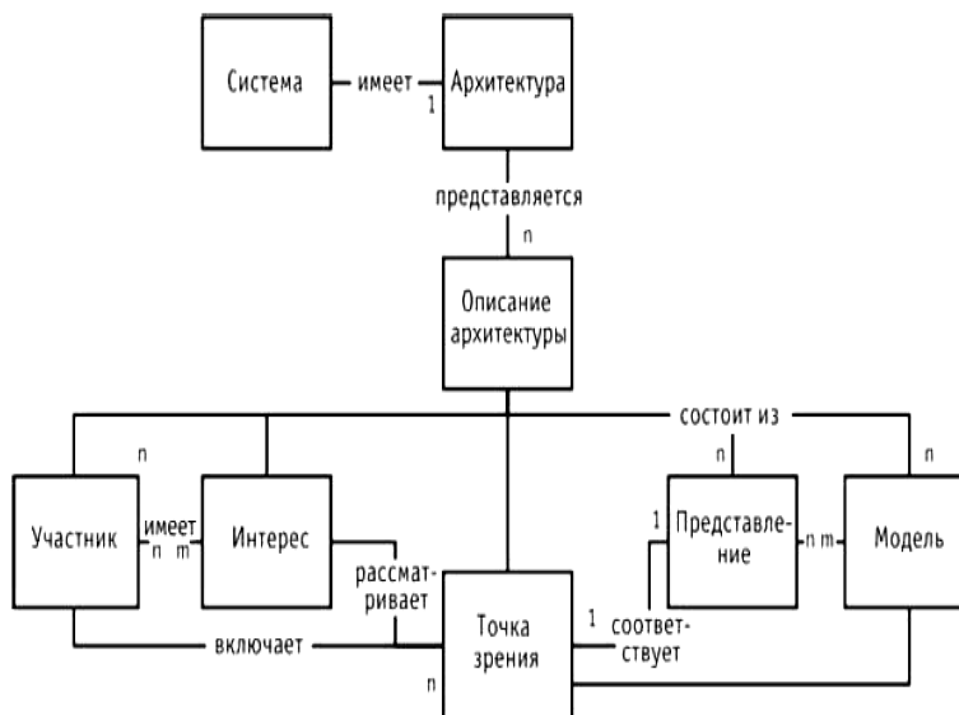 Система
имеет
1
Архитектура
представляется
n
Описание
архитектуры
состоит из
n
n
n
Участник
имеет
n m
Интерес
1
Представле-
ние
n m
Модель
рассмат-
ривает
включает
n
Точка
зрения
1
соответ-
ствует